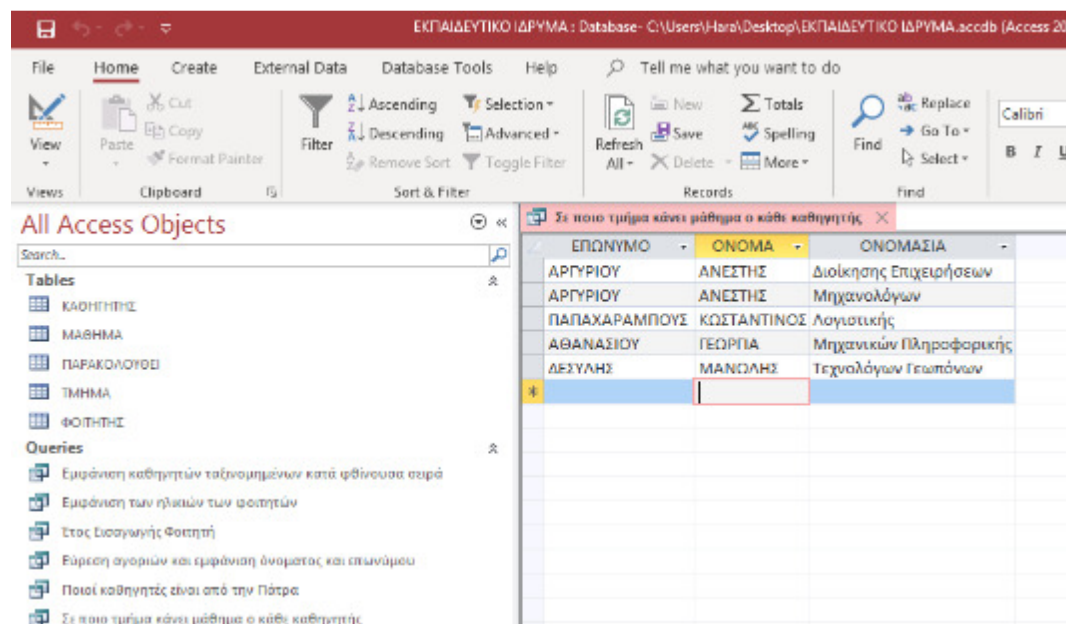 ΕΚΠΑΙΔΕΥΤΙΚΟ ΙΔΡΥΜΑ : Database- C:\Users\Hara\Desktop\ΕΚΠΑΙΔΕΥΤΙΚΟ ΙΔΡΥΜΑ.accdb (Access 20
File Home Create External Data Database Tools Help Tell me what you want to do
View
Paste
Cut
Copy
Format Painter
Filter
Ascending
Descending
Remove Sort
Selection
Advanced
Toggle Filter
Refresh All
New
Save
Delete
Totals
Spelling
More
Find
Replace
Go To
Select
Calibri
B I U
Views Clipboard Sort & Filter Records Find
All Access Objects
Search...
Tables
ΚΑΘΗΓΗΤΗΣ
ΜΑΘΗΜΑ
ΠΑΡΑΚΟΛΟΥΘΕΙ
ΤΜΗΜΑ
ΦΟΙΤΗΤΗΣ
Queries
Εμφάνιση καθηγητών ταξινομημένων κατά φθίνουσα σειρά
Εμφάνιση των ηλικιών των φοιτητών
Έτος Εισαγωγής Φοιτητή
Εύρεση αγοριών και εμφάνιση όνοματος και επωνύμου
Ποιοί καθηγητές είναι από την Πάτρα
Σε ποιο τμήμα κάνει μάθημα ο κάθε καθηγητής
Σε ποιο τμήμα κάνει μάθημα ο κάθε καθηγητής
ΕΠΩΝΥΜΟ ΟΝΟΜΑ ΟΝΟΜΑΣΙΑ
ΑΡΓΥΡΙΟΥ ΑΝΕΣΤΗΣ Διοίκησης Επιχειρήσεων
ΑΡΓΥΡΙΟΥ ΑΝΕΣΤΗΣ Μηχανολόγων
ΠΑΠΑΧΑΡΑΜΠΟΥΣ ΚΩΣΤΑΝΤΙΝΟΣ Λογιστικής
ΑΘΑΝΑΣΙΟΥ ΓΕΩΡΓΙΑ Μηχανικών Πληροφορικής
ΔΕΣΥΛΗΣ ΜΑΝΩΛΗΣ Τεχνολόγων Γεωπόνων